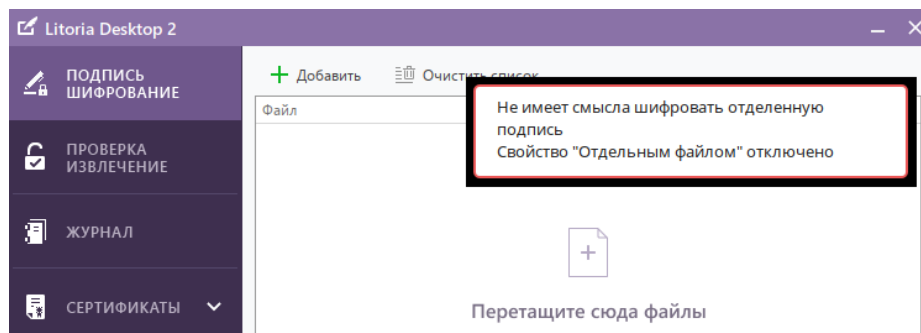 Litoria Desktop 2
ПОДПИСЬ
ШИФРОВАНИЕ
ПРОВЕРКА
ИЗВЛЕЧЕНИЕ
ЖУРНАЛ
СЕРТИФИКАТЫ
Добавить
Очистить список
Файл
Не имеет смысла шифровать отделенную
подпись
Свойство "Отдельным файлом" отключено
Перетащите сюда файлы